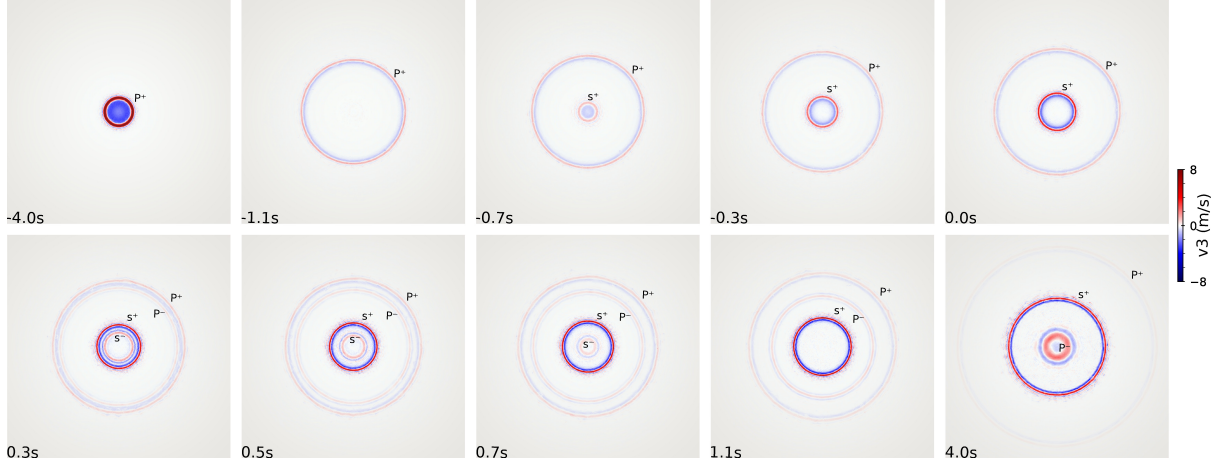 P⁺
-4.0s
P⁺
-1.1s
P⁺
s⁺
-0.7s
P⁺
s⁺
-0.3s
P⁺
s⁺
0.0s
8
0
−8
v3 (m/s)
P⁺
P⁻
s⁺
s⁻
0.3s
P⁺
P⁻
s⁺
s⁻
0.5s
P⁺
P⁻
s⁺
s⁻
0.7s
P⁺
s⁺
P⁻
1.1s
P⁺
s⁺
P⁻
4.0s